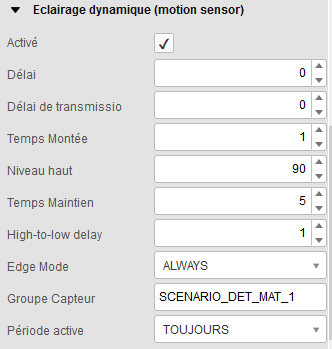 Eclairage dynamique (motion sensor)
Activé
Délai 0
Délai de transmissio 0
Temps Montée 1
Niveau haut 90
Temps Maintien 5
High-to-low delay 1
Edge Mode ALWAYS
Groupe Capteur SCENARIO_DET_MAT_1
Période active TOUJOURS